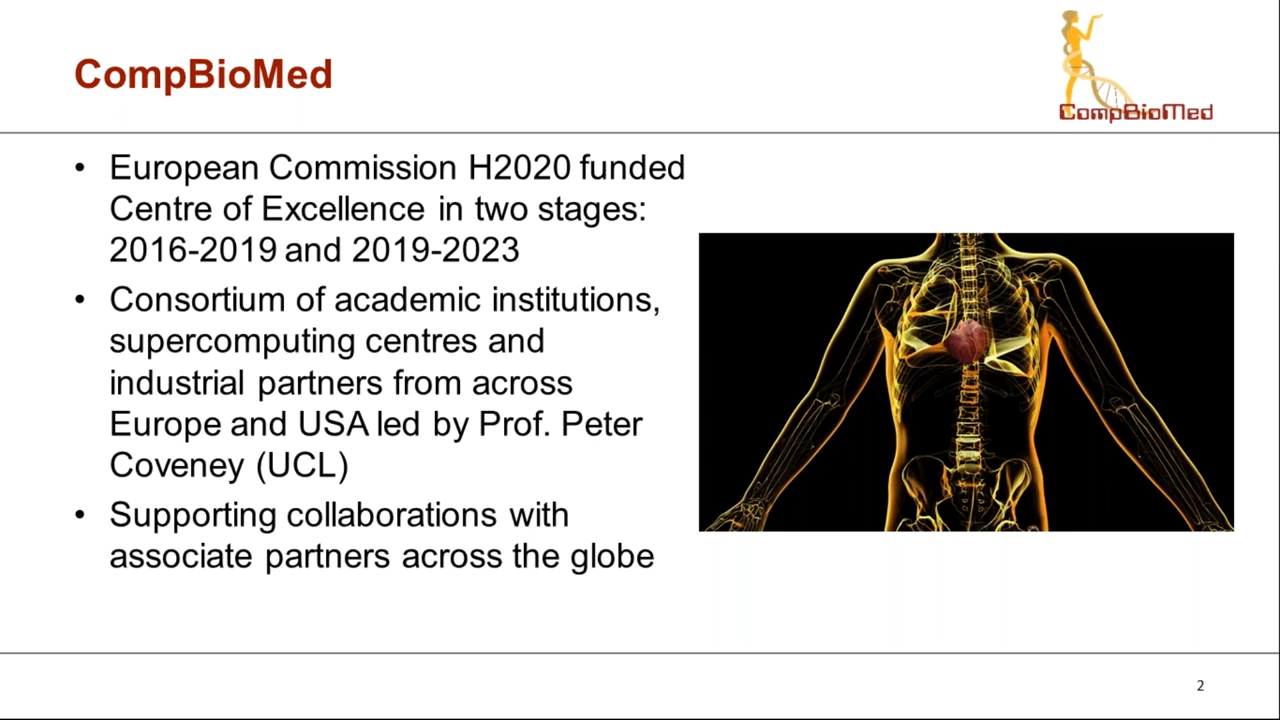 CompBioMed
CompBioMed
• European Commission H2020 funded
Centre of Excellence in two stages:
2016-2019 and 2019-2023
• Consortium of academic institutions,
supercomputing centres and
industrial partners from across
Europe and USA led by Prof. Peter
Coveney (UCL)
• Supporting collaborations with
associate partners across the globe
2